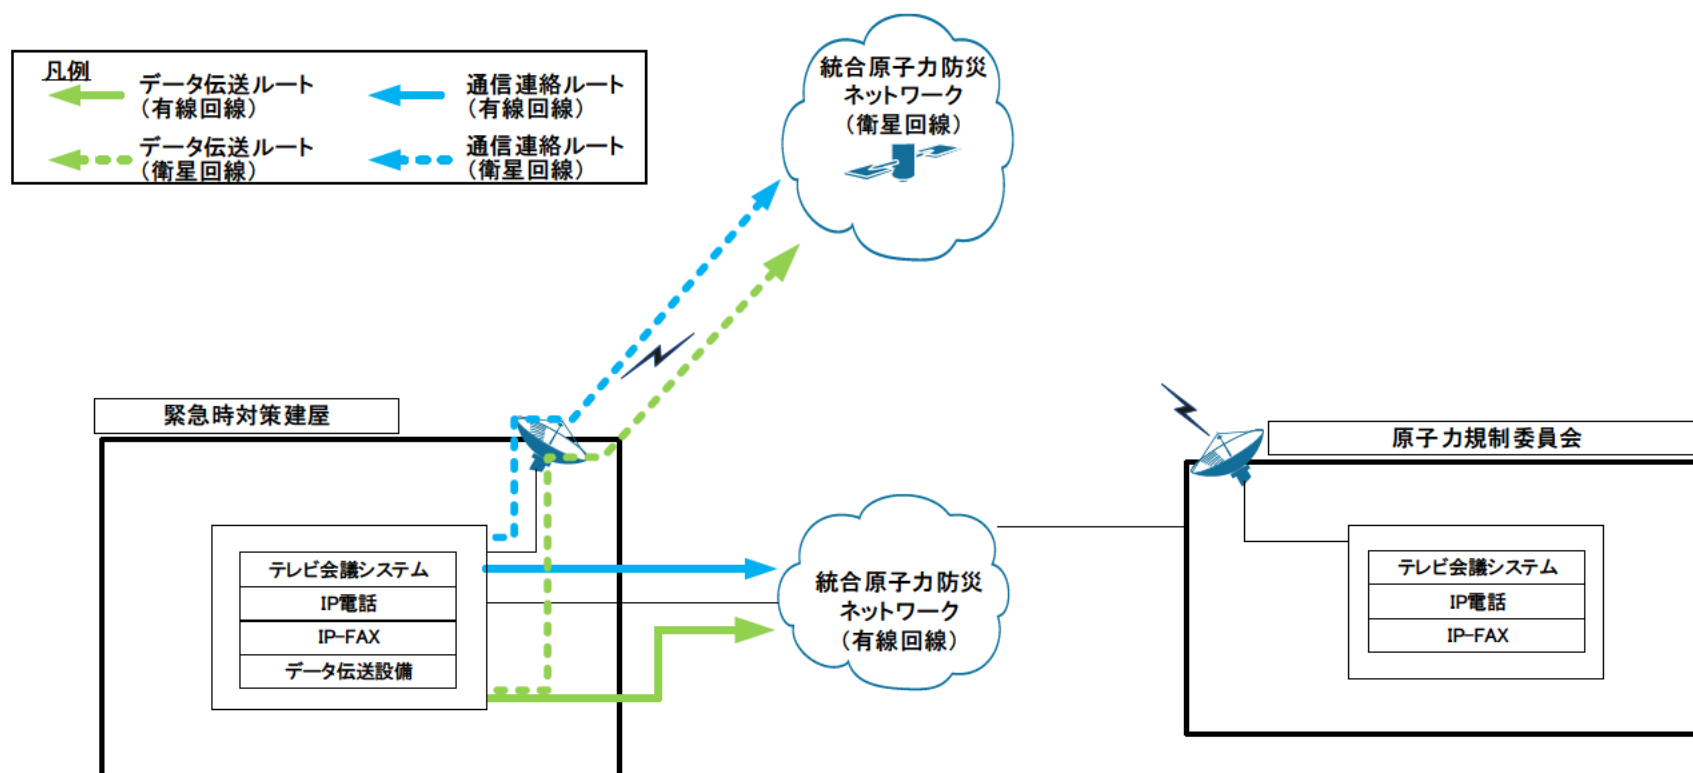 凡例
データ伝送ルート
(有線回線)
通信連絡ルート
(有線回線)
データ伝送ルート
(衛星回線)
通信連絡ルート
(衛星回線)
統合原子力防災
ネットワーク
(衛星回線)
緊急時対策建屋
原子力規制委員会
テレビ会議システム
IP電話
IP-FAX
データ伝送設備
統合原子力防災
ネットワーク
(有線回線)
テレビ会議システム
IP電話
IP-FAX